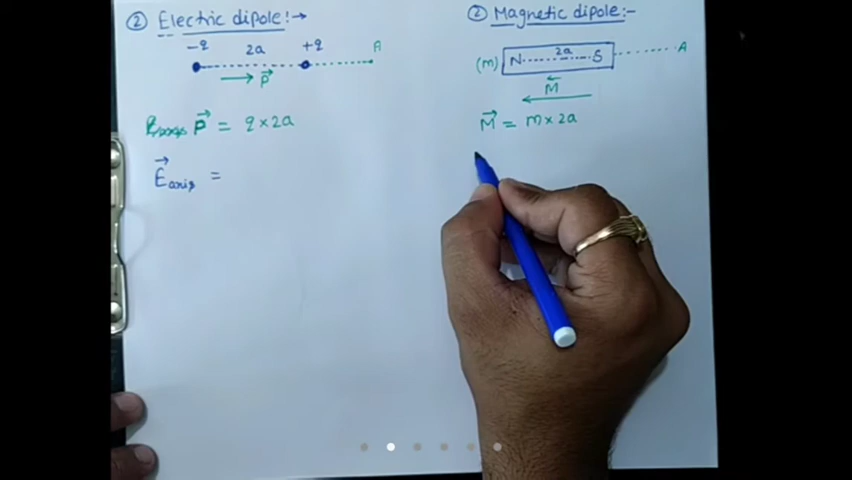 ② Electric dipole!→
-q 2a +q A
→P
P = q×2a
E axis =
② Magnetic dipole:-
(m) N 2a S A
M
M = m×2a